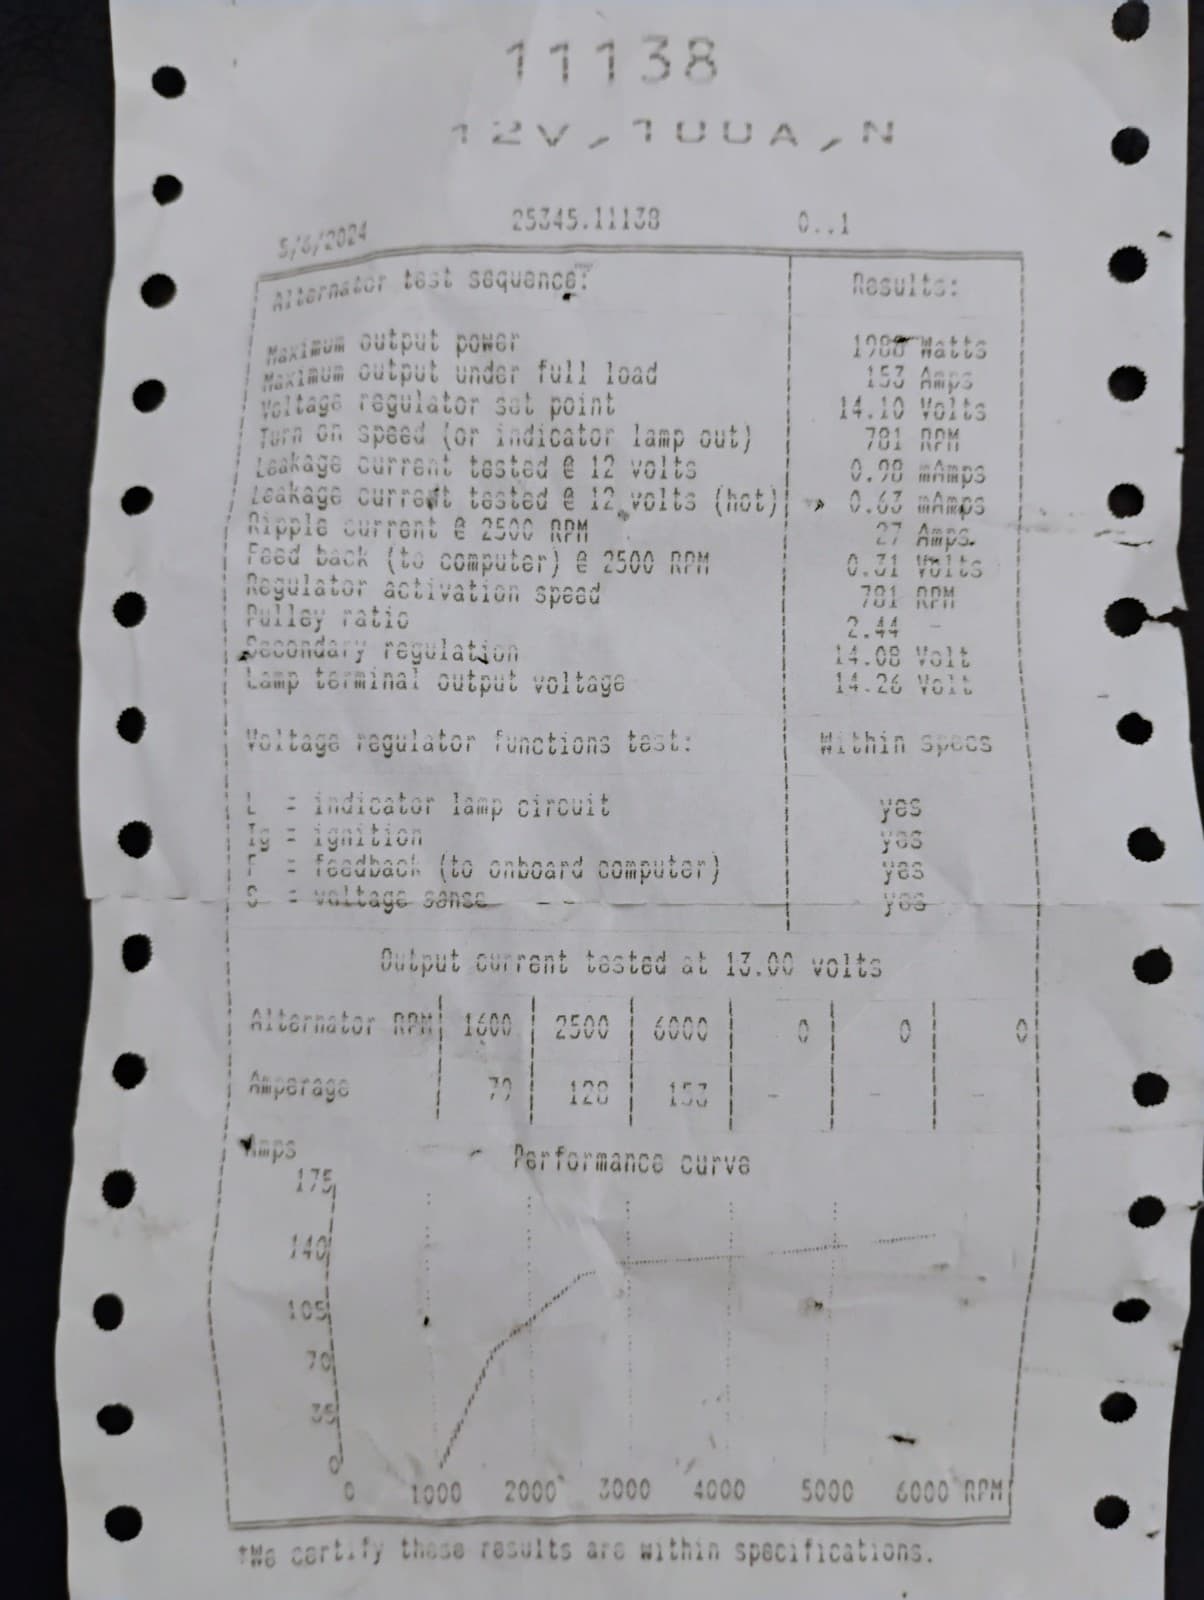 11138
12V,100A,N
5/6/2024 25345.11138 0..1
Alternator test sequence: Results:
Maximum output power 1988 Watts
Maximum output under full load 153 Amps
Voltage regulator set point 14.10 Volts
Turn on speed (or indicator lamp out) 781 RPM
Leakage current tested @ 12 volts 0.98 mAmps
Leakage current tested @ 12 volts (hot) » 0.63 mAmps
Ripple current @ 2500 RPM 27 Amps
Feed back (to computer) @ 2500 RPM 0.31 Volts
Regulator activation speed 781 RPM
Pulley ratio 2.44 -
Secondary regulation 14.08 Volt
Lamp terminal output voltage 14.26 Volt
Voltage regulator functions test: Within specs
L = indicator lamp circuit yes
Ig = ignition yes
F = feedback (to onboard computer) yes
S = voltage sense yes
Output current tested at 13.00 volts
Alternator RPM 1600 2500 6000 0 0 0
Amperage 79 128 153 - - -
Amps Performance curve
175
140
105
70
35
0
0 1000 2000 3000 4000 5000 6000 RPM
*We certify these results are within specifications.